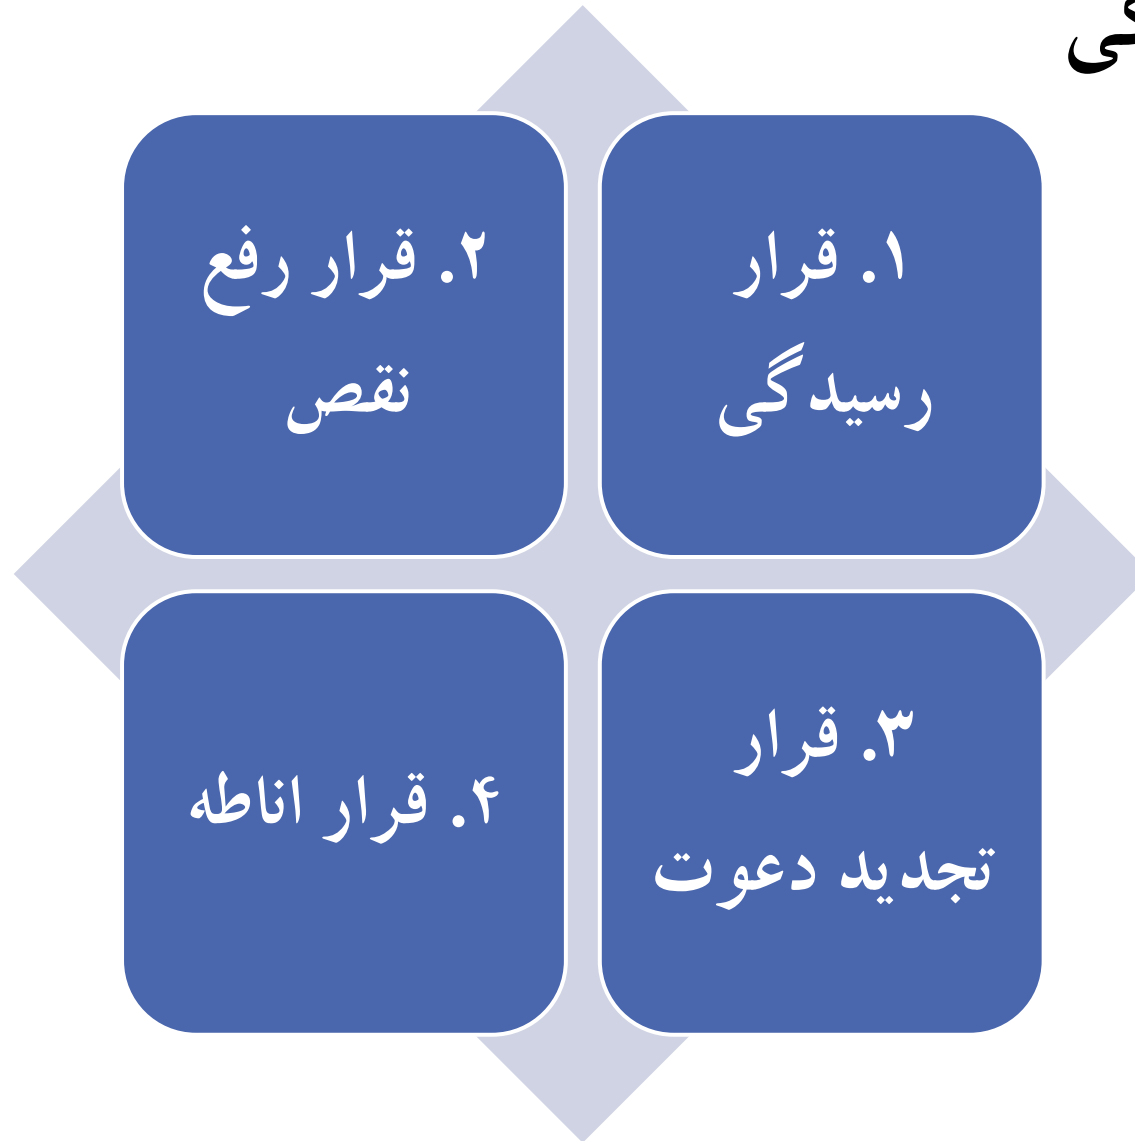 ۱. قرار
رسیدگی
۲. قرار رفع
نقص
۳. قرار
تجدید دعوت
۴. قرار اناطه